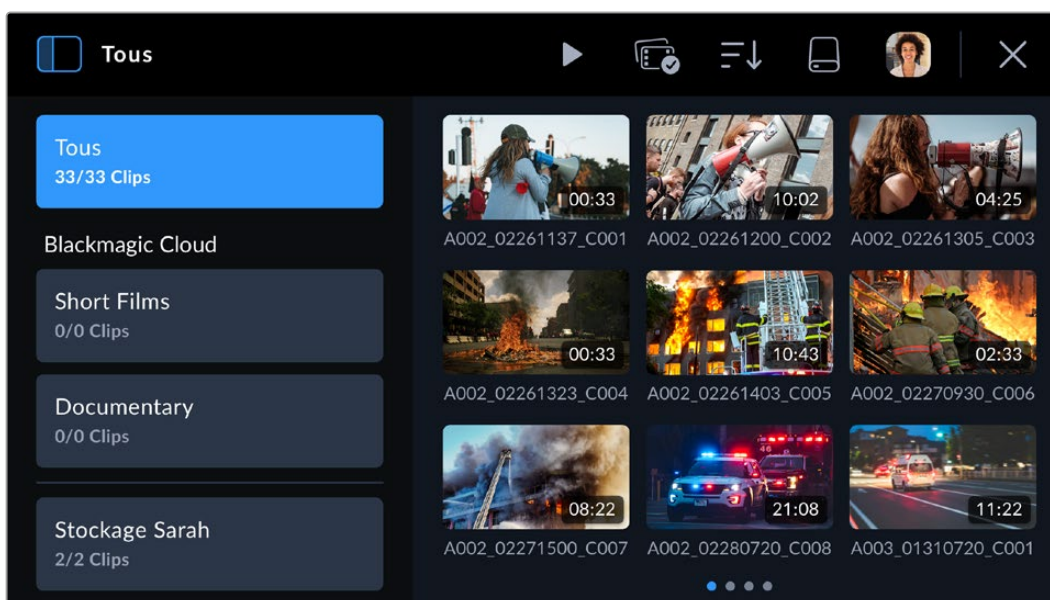 Tous
Tous
33/33 Clips
Blackmagic Cloud
Short Films
0/0 Clips
Documentary
0/0 Clips
Stockage Sarah
2/2 Clips
00:33
10:02
04:25
A002_02261137_C001
A002_02261200_C002
A002_02261305_C003
00:33
10:43
02:33
A002_02261323_C004
A002_02261403_C005
A002_02270930_C006
08:22
46
21:08
11:22
A002_02271500_C007
A002_02280720_C008
A003_01310720_C001